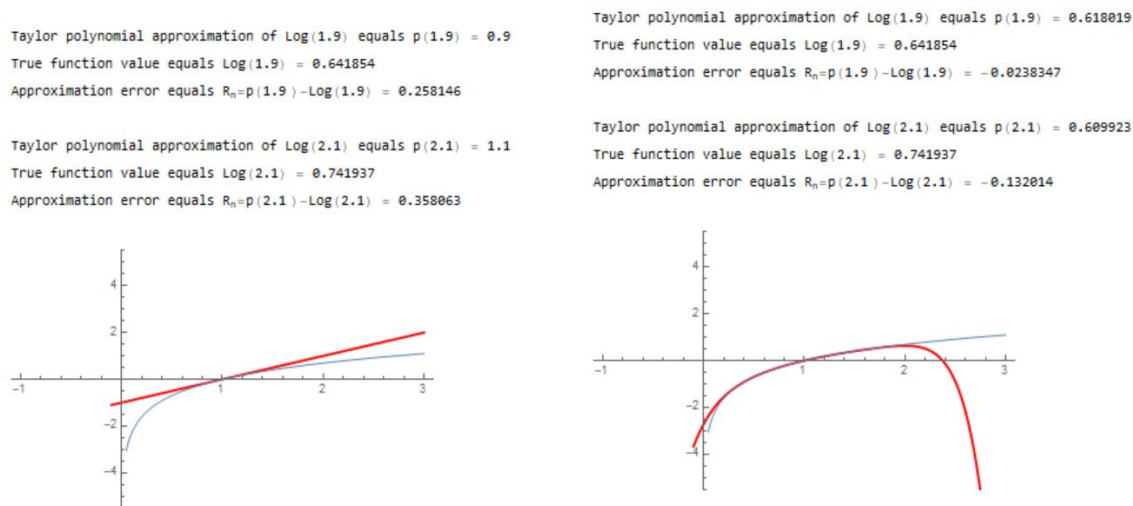 Taylor polynomial approximation of Log(1.9) equals p(1.9) = 0.9
True function value equals Log(1.9) = 0.641854
Approximation error equals Rₙ=p(1.9)-Log(1.9) = 0.258146
Taylor polynomial approximation of Log(2.1) equals p(2.1) = 1.1
True function value equals Log(2.1) = 0.741937
Approximation error equals Rₙ=p(2.1)-Log(2.1) = 0.358063
4
2
-1
1
2
3
-2
-4
Taylor polynomial approximation of Log(1.9) equals p(1.9) = 0.618019
True function value equals Log(1.9) = 0.641854
Approximation error equals Rₙ=p(1.9)-Log(1.9) = -0.0238347
Taylor polynomial approximation of Log(2.1) equals p(2.1) = 0.609923
True function value equals Log(2.1) = 0.741937
Approximation error equals Rₙ=p(2.1)-Log(2.1) = -0.132014
4
2
-1
1
2
3
-2
-4